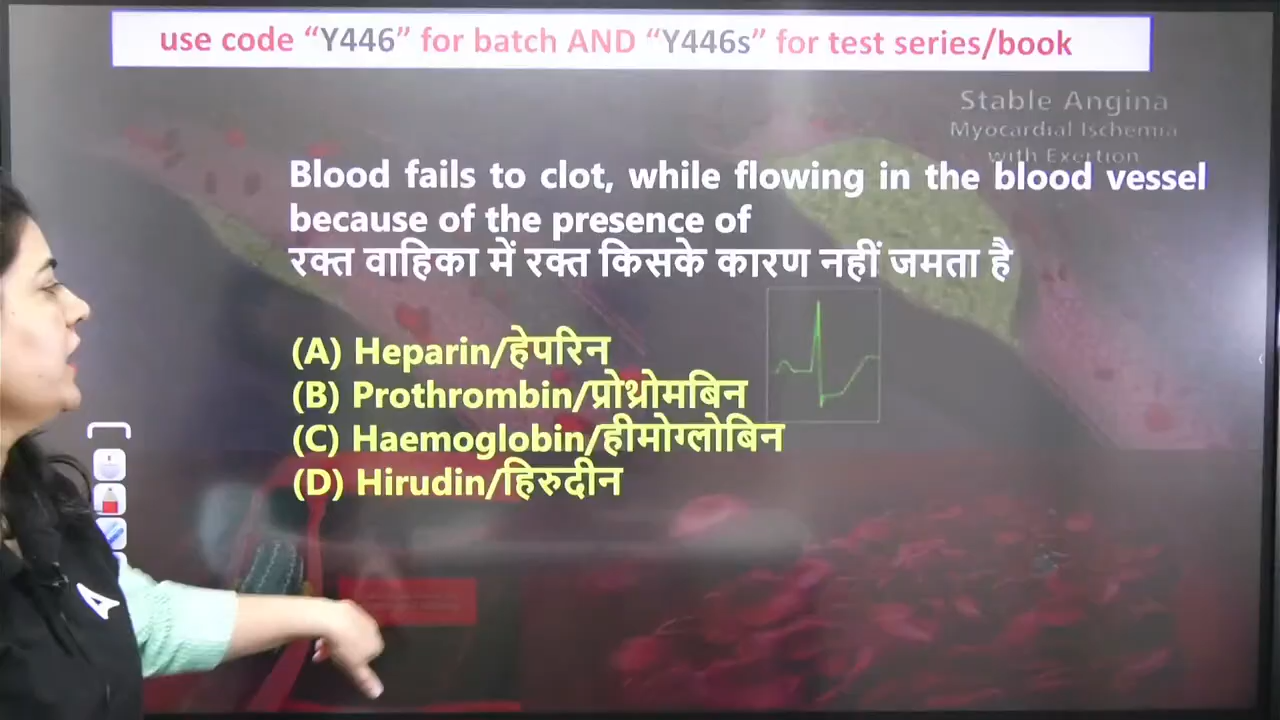 use code “Y446” for batch AND “Y446s” for test series/book
Stable Angina
Myocardial Ischemia
with Exertion
Blood fails to clot, while flowing in the blood vessel
because of the presence of
रक्त वाहिका में रक्त किसके कारण नहीं जमता है
(A) Heparin/हेपरिन
(B) Prothrombin/प्रोथ्रोमबिन
(C) Haemoglobin/हीमोग्लोबिन
(D) Hirudin/हिरुदीन